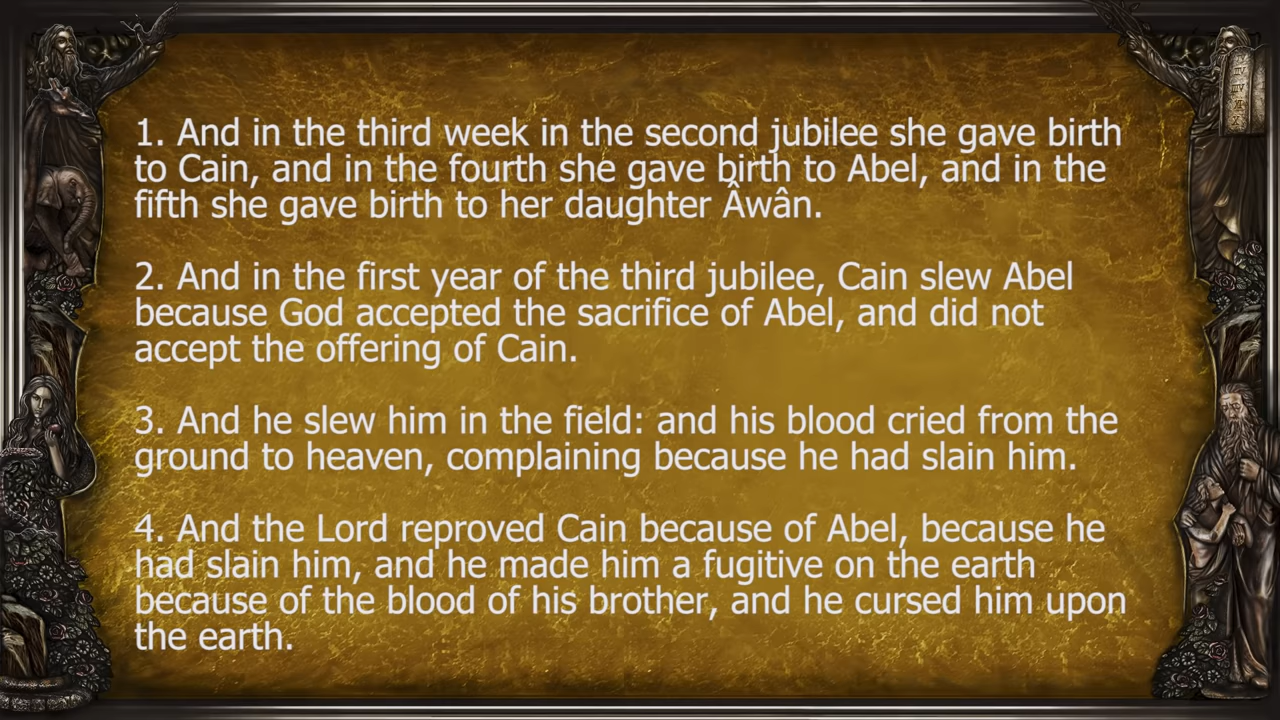 1. And in the third week in the second jubilee she gave birth
to Cain, and in the fourth she gave birth to Abel, and in the
fifth she gave birth to her daughter Âwân.
2. And in the first year of the third jubilee, Cain slew Abel
because God accepted the sacrifice of Abel, and did not
accept the offering of Cain.
3. And he slew him in the field: and his blood cried from the
ground to heaven, complaining because he had slain him.
4. And the Lord reproved Cain because of Abel, because he
had slain him, and he made him a fugitive on the earth
because of the blood of his brother, and he cursed him upon
the earth.